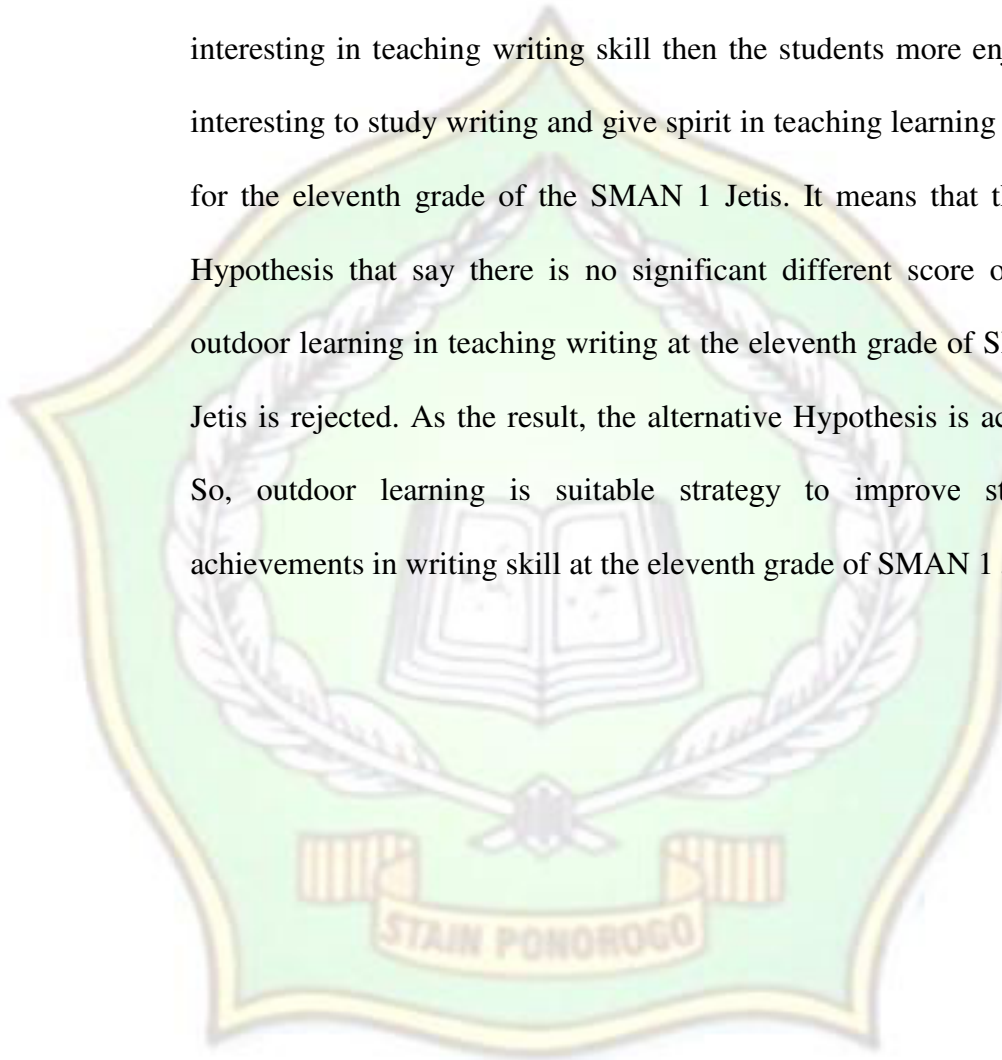 interesting in teaching writing skill then the students more
interesting to study writing and give spirit in teaching learning
for the eleventh grade of the SMAN 1 Jetis. It means that
Hypothesis that say there is no significant different score
outdoor learning in teaching writing at the eleventh grade of
Jetis is rejected. As the result, the alternative Hypothesis is
So, outdoor learning is suitable strategy to improve
achievements in writing skill at the eleventh grade of SMAN 1
STAIN PONOROGO